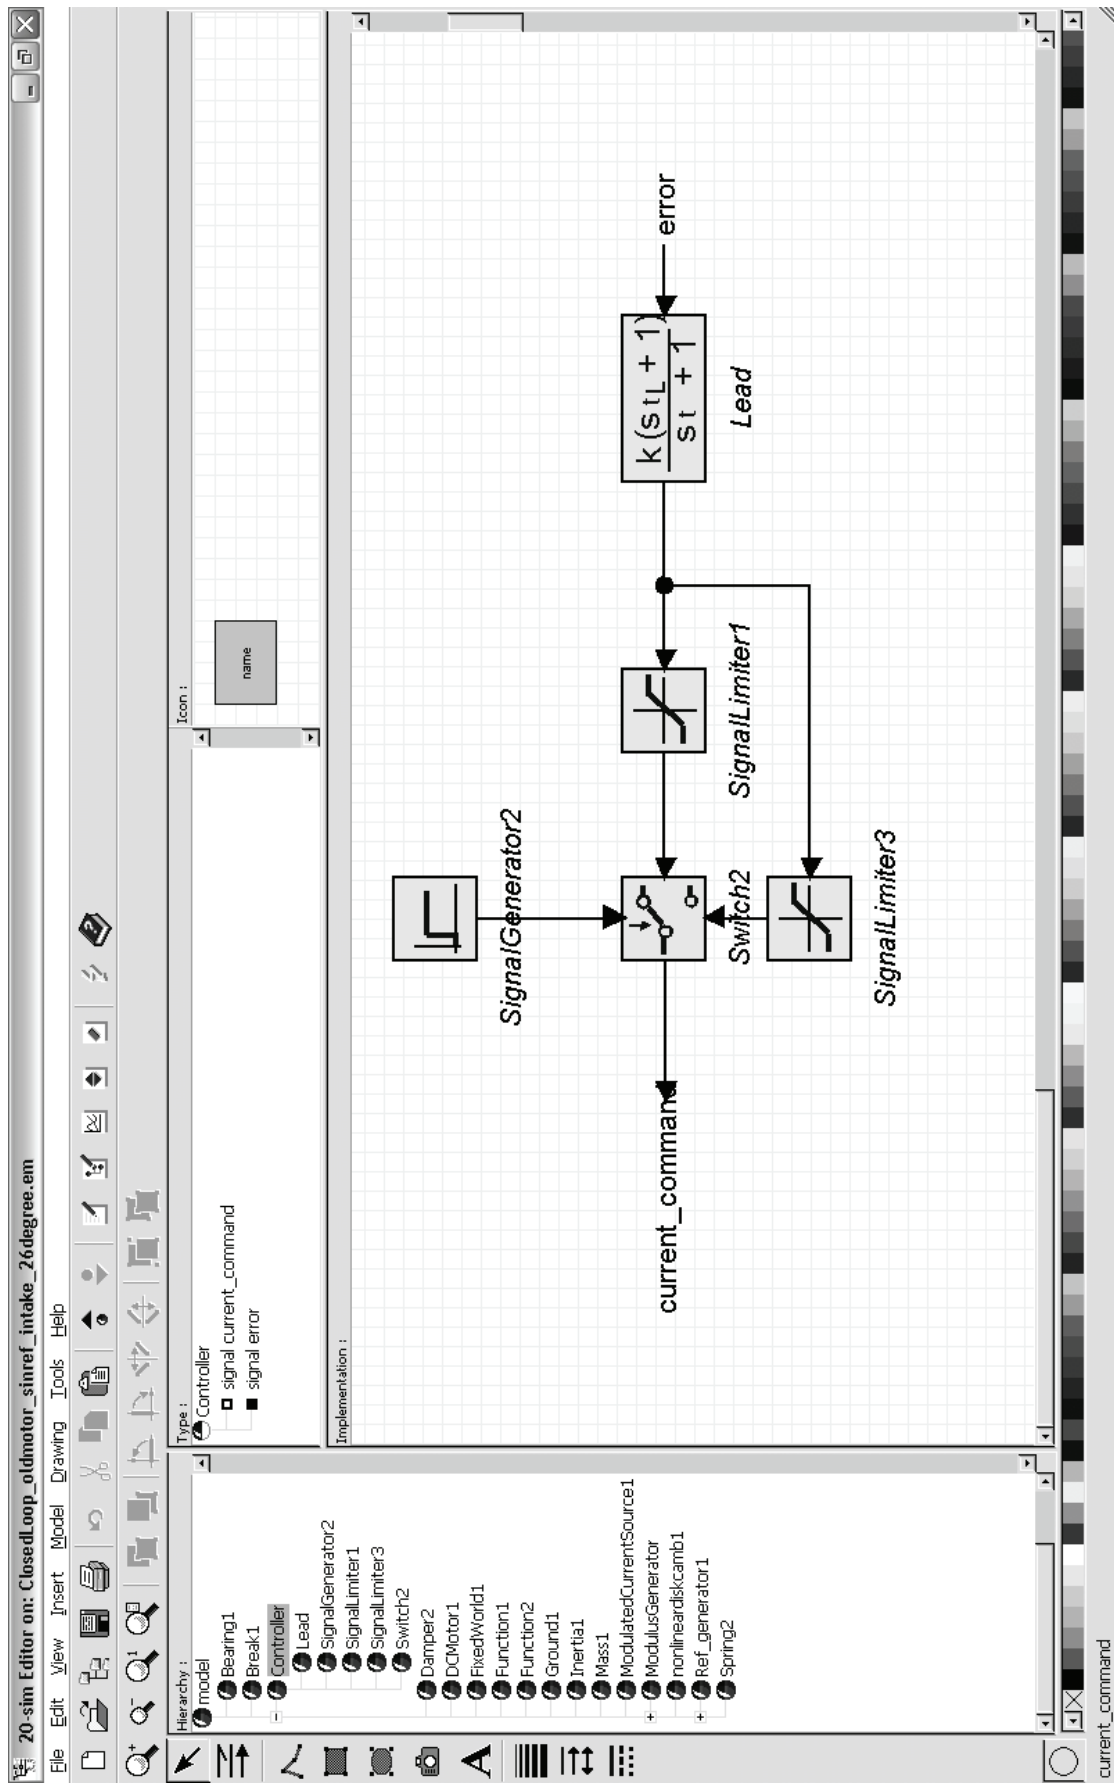 20-sim Editor on: ClosedLoop_oldmotor_sinref_intake_26degree.em
File Edit View Insert Model Drawing Tools Help
Hierarchy :
model
Bearing1
Break1
Controller
Lead
SignalGenerator2
SignalLimiter1
SignalLimiter3
Switch2
Damper2
DCMotor1
FixedWorld1
Function1
Function2
Ground1
Inertia1
Mass1
ModulatedCurrentSource1
ModulusGenerator
nonlineardiskcamb1
Ref_generator1
Spring2
Type :
Controller
signal current_command
signal error
Icon :
name
Implementation :
SignalGenerator2
current_command
Switch2
SignalLimiter1
k(st_L + 1)
st + 1
Lead
error
SignalLimiter3
current_command